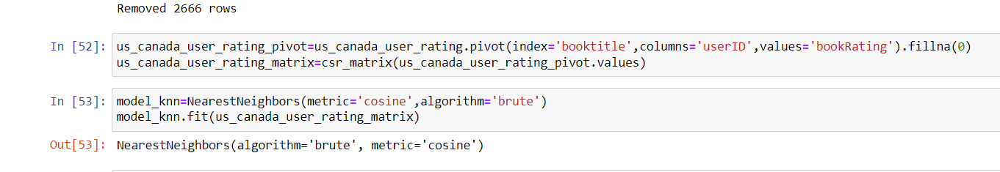 Removed 2666 rows
In [52]: us_canada_user_rating_pivot=us_canada_user_rating.pivot(index='booktitle',columns='userID',values='bookRating').fillna(0)
us_canada_user_rating_matrix=csr_matrix(us_canada_user_rating_pivot.values)
In [53]: model_knn=NearestNeighbors(metric='cosine',algorithm='brute')
model_knn.fit(us_canada_user_rating_matrix)
Out[53]: NearestNeighbors(algorithm='brute', metric='cosine')